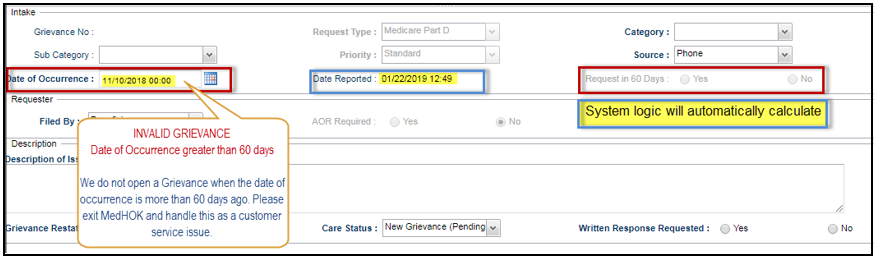 Intake
Grievance No :
Request Type : Medicare Part D
Category :
Sub Category :
Priority : Standard
Source : Phone
Date of Occurrence : 11/10/2018 00:00
Date Reported : 01/22/2019 12:49
Request in 60 Days : Yes No
Requester
System logic will automatically calculate
Filed By :
AOR Required : Yes No
INVALID GRIEVANCE
Date of Occurrence greater than 60 days
We do not open a Grievance when the date of
occurrence is more than 60 days ago. Please
exit MedHOK and handle this as a customer
service issue.
Description
Description of Iss
Grievance Restat
Care Status : New Grievance (Pending
Written Response Requested : Yes No